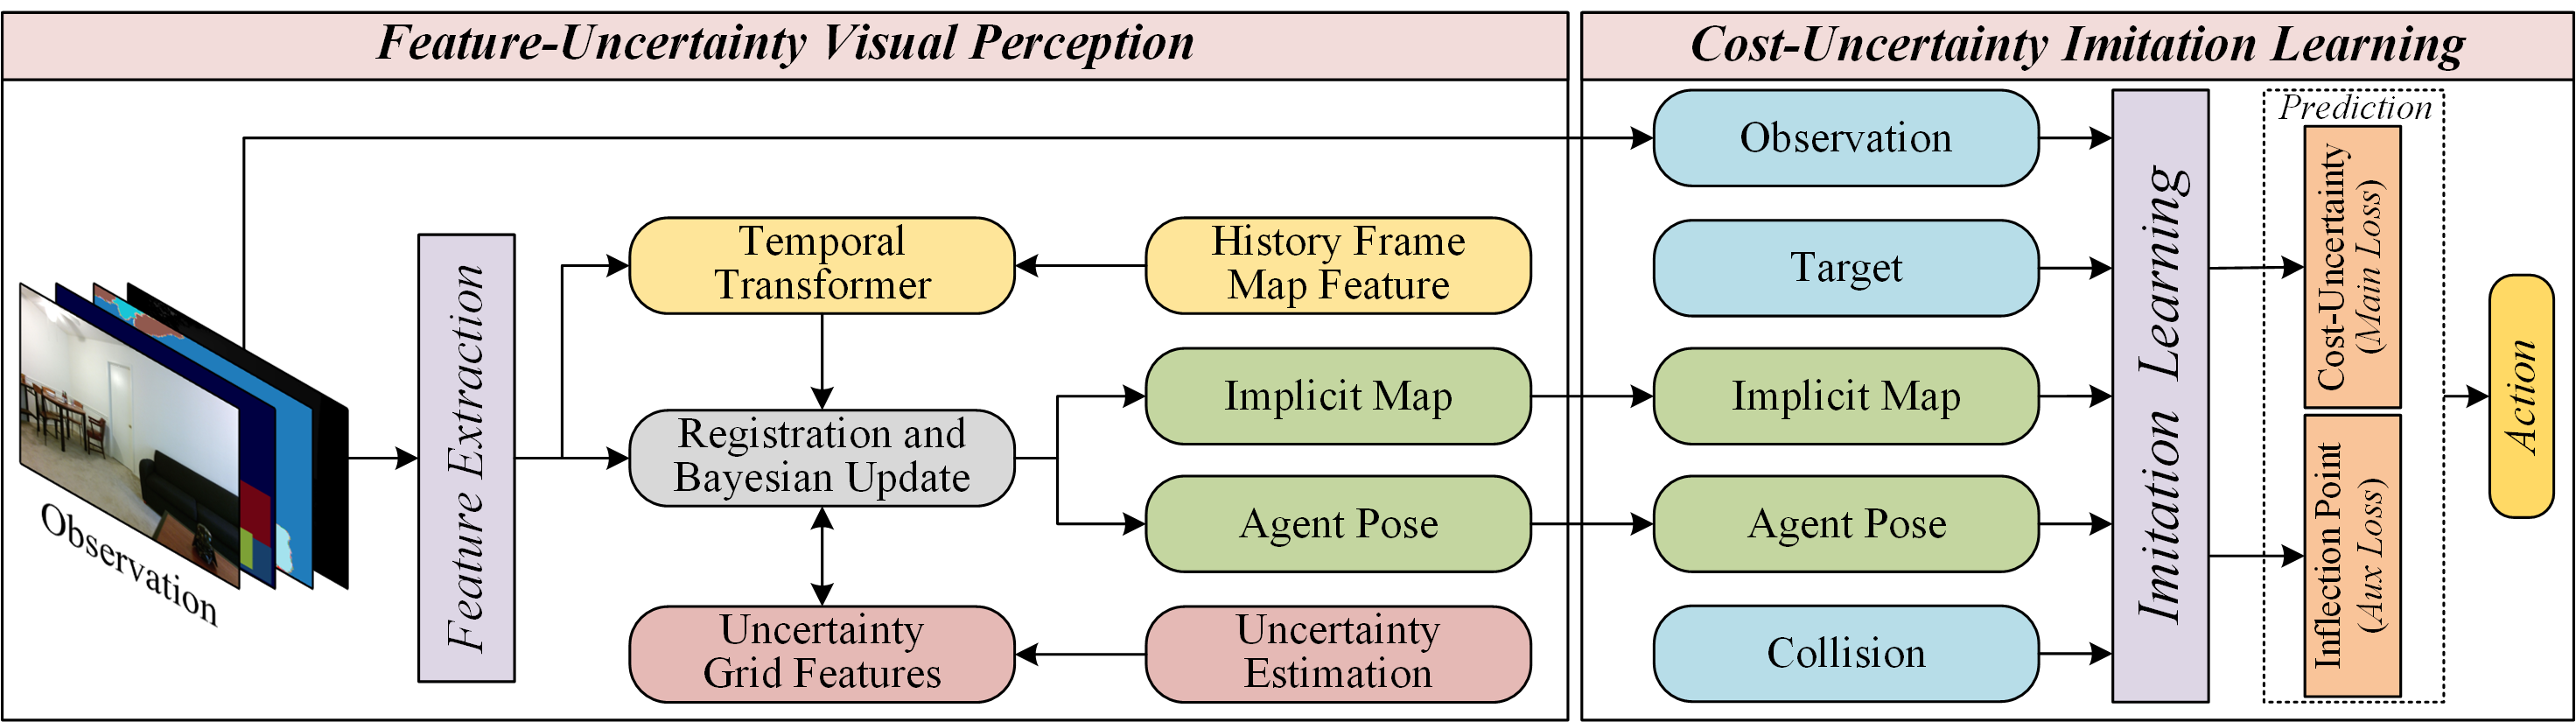 Feature-Uncertainty Visual Perception
Observation
Feature Extraction
Temporal
Transformer
History Frame
Map Feature
Registration and
Bayesian Update
Implicit Map
Agent Pose
Uncertainty
Grid Features
Uncertainty
Estimation
Cost-Uncertainty Imitation Learning
Observation
Target
Implicit Map
Agent Pose
Collision
Imitation Learning
Prediction
Cost-Uncertainty
(Main Loss)
Inflection Point
(Aux Loss)
Action